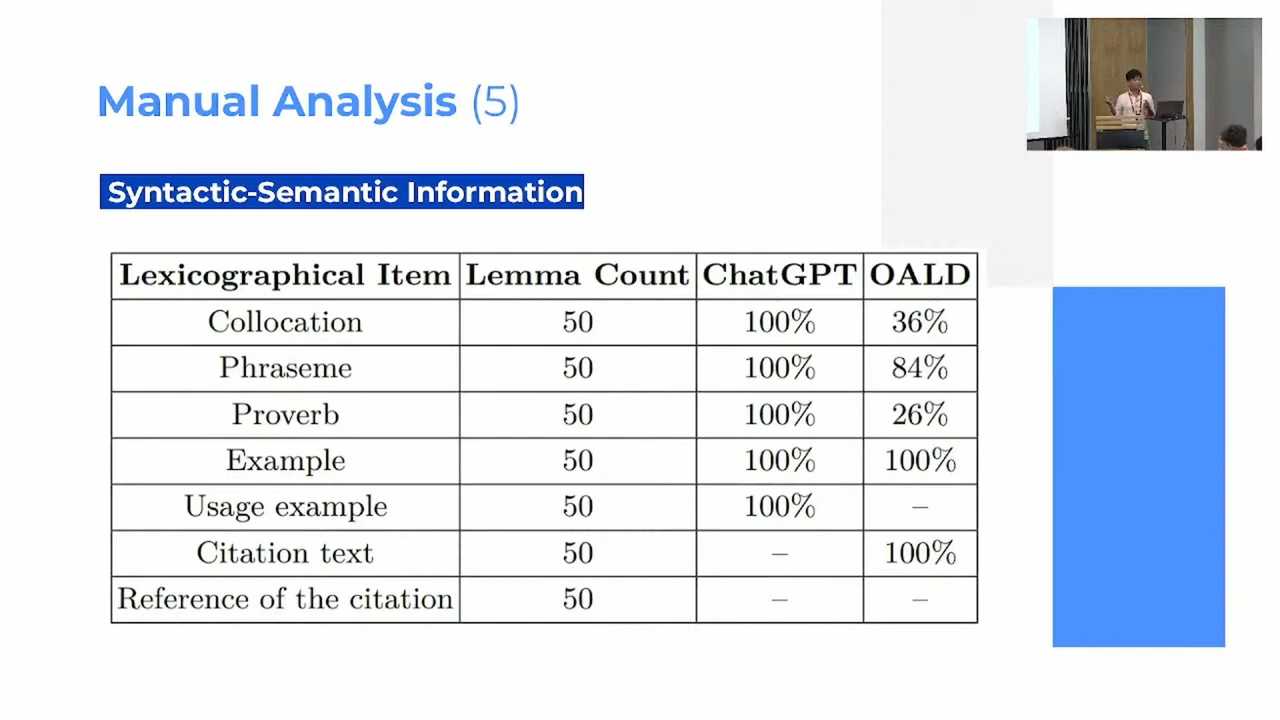 Manual Analysis (5)
Syntactic-Semantic Information
Lexicographical Item Lemma Count ChatGPT OALD
Collocation 50 100% 36%
Phraseme 50 100% 84%
Proverb 50 100% 26%
Example 50 100% 100%
Usage example 50 100% –
Citation text 50 – 100%
Reference of the citation 50 – –